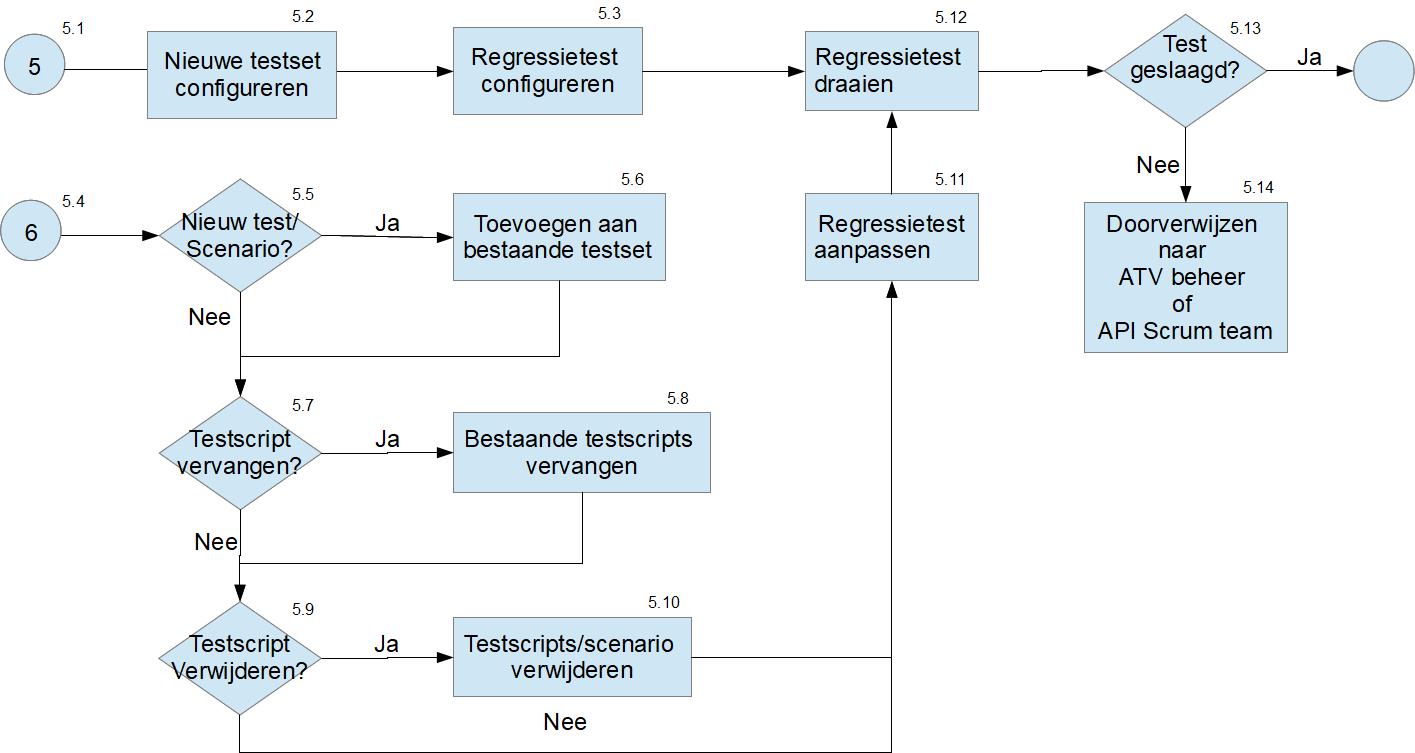 5.1
5
5.2
Nieuwe testset
configureren
5.3
Regressietest
configureren
5.12
Regressietest
draaien
5.13
Test
geslaagd?
Ja
Nee
5.14
Doorverwijzen
naar
ATV beheer
of
API Scrum team
5.4
6
5.5
Nieuw test/
Scenario?
Ja
Nee
5.6
Toevoegen aan
bestaande testset
5.11
Regressietest
aanpassen
5.7
Testscript
vervangen?
Ja
Nee
5.8
Bestaande testscripts
vervangen
5.9
Testscript
Verwijderen?
Ja
Nee
5.10
Testscripts/scenario
verwijderen